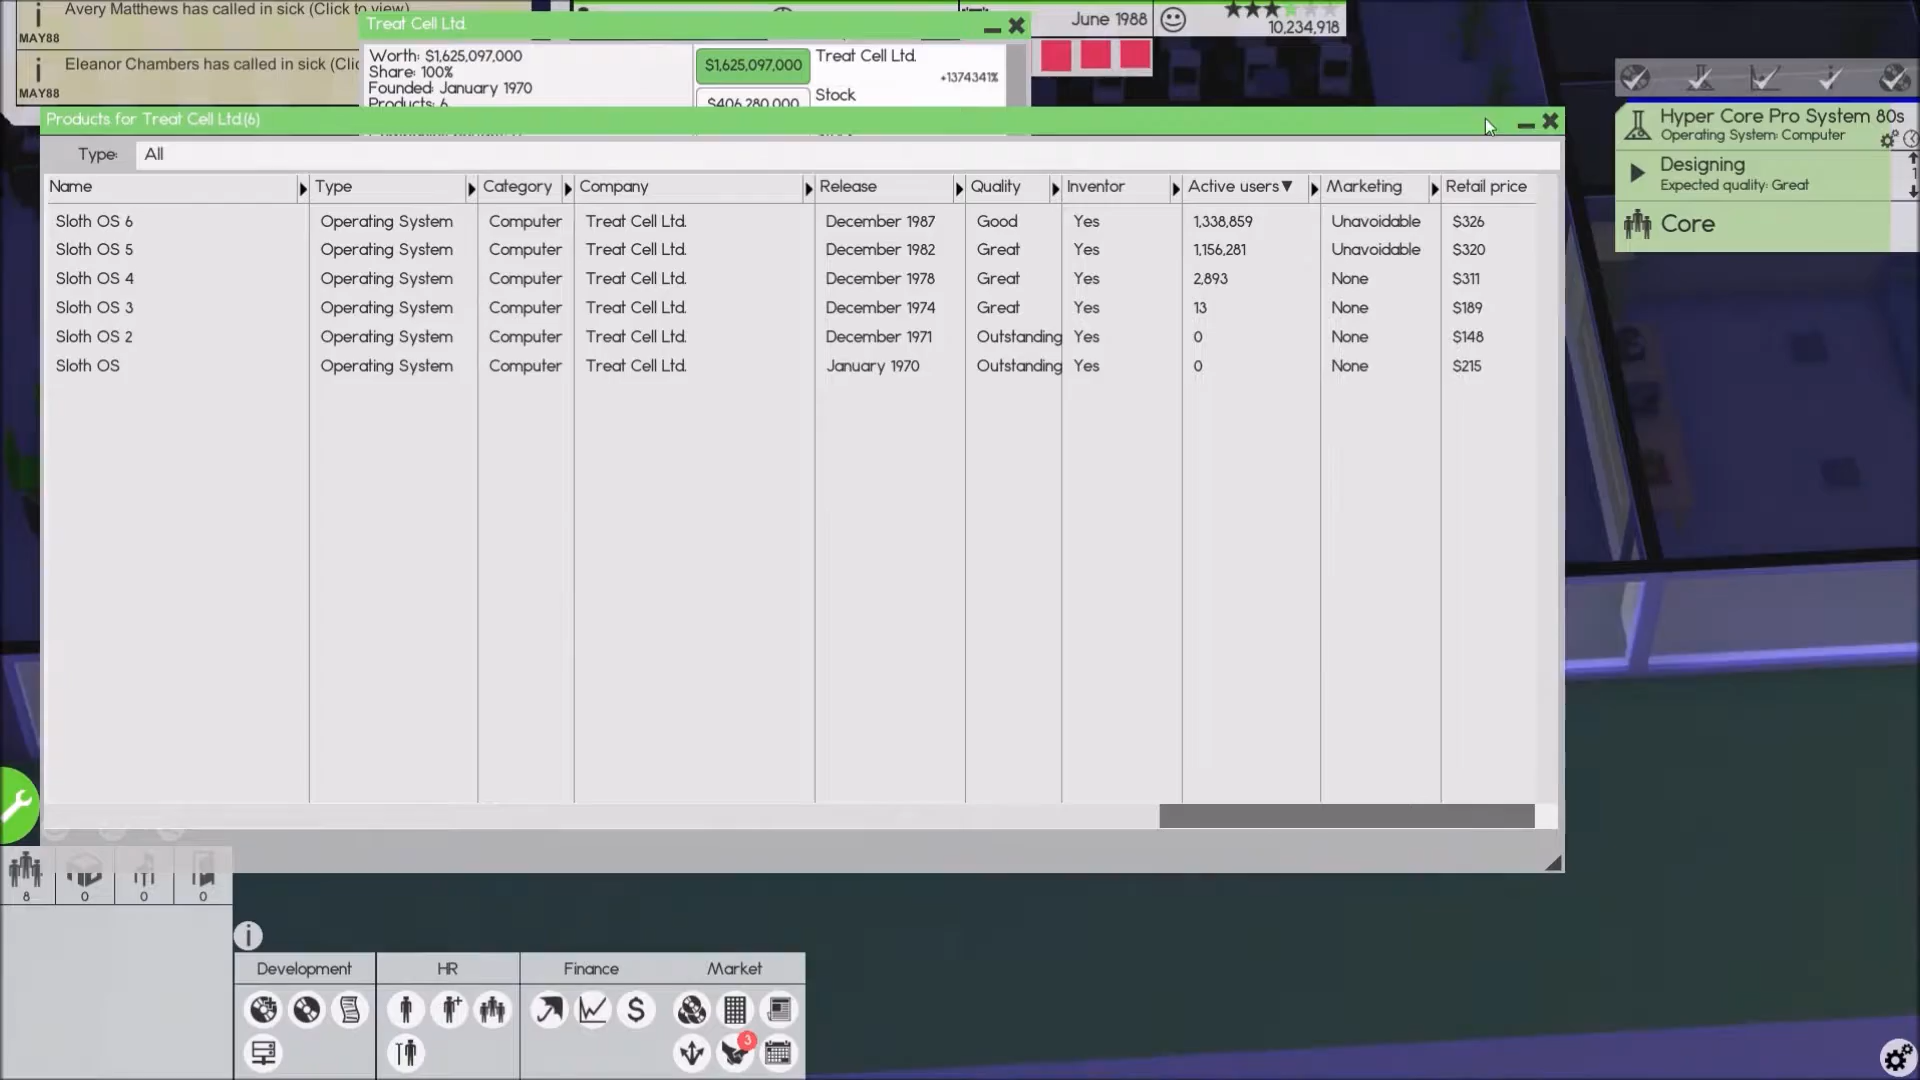 Avery Matthews has called in sick (Click to view)
MAY88
Eleanor Chambers has called in sick (Clic
MAY88
Treat Cell Ltd.
Worth: $1,625,097,000
Share: 100%
Founded: January 1970
Products: 6
$1,625,097,000
Treat Cell Ltd.
+1374341%
$406,280,000
Stock
June 1988
10,234,918
Products for Treat Cell Ltd.(6)
Type: All
Name Type Category Company Release Quality Inventor Active users▼ Marketing Retail price
Sloth OS 6 Operating System Computer Treat Cell Ltd. December 1987 Good Yes 1,338,859 Unavoidable $326
Sloth OS 5 Operating System Computer Treat Cell Ltd. December 1982 Great Yes 1,156,281 Unavoidable $320
Sloth OS 4 Operating System Computer Treat Cell Ltd. December 1978 Great Yes 2,893 None $311
Sloth OS 3 Operating System Computer Treat Cell Ltd. December 1974 Great Yes 13 None $189
Sloth OS 2 Operating System Computer Treat Cell Ltd. December 1971 Outstanding Yes 0 None $148
Sloth OS Operating System Computer Treat Cell Ltd. January 1970 Outstanding Yes 0 None $215
Hyper Core Pro System 80s
Operating System: Computer
Designing
Expected quality: Great
1
Core
8 0 0 0
Development HR Finance Market
3